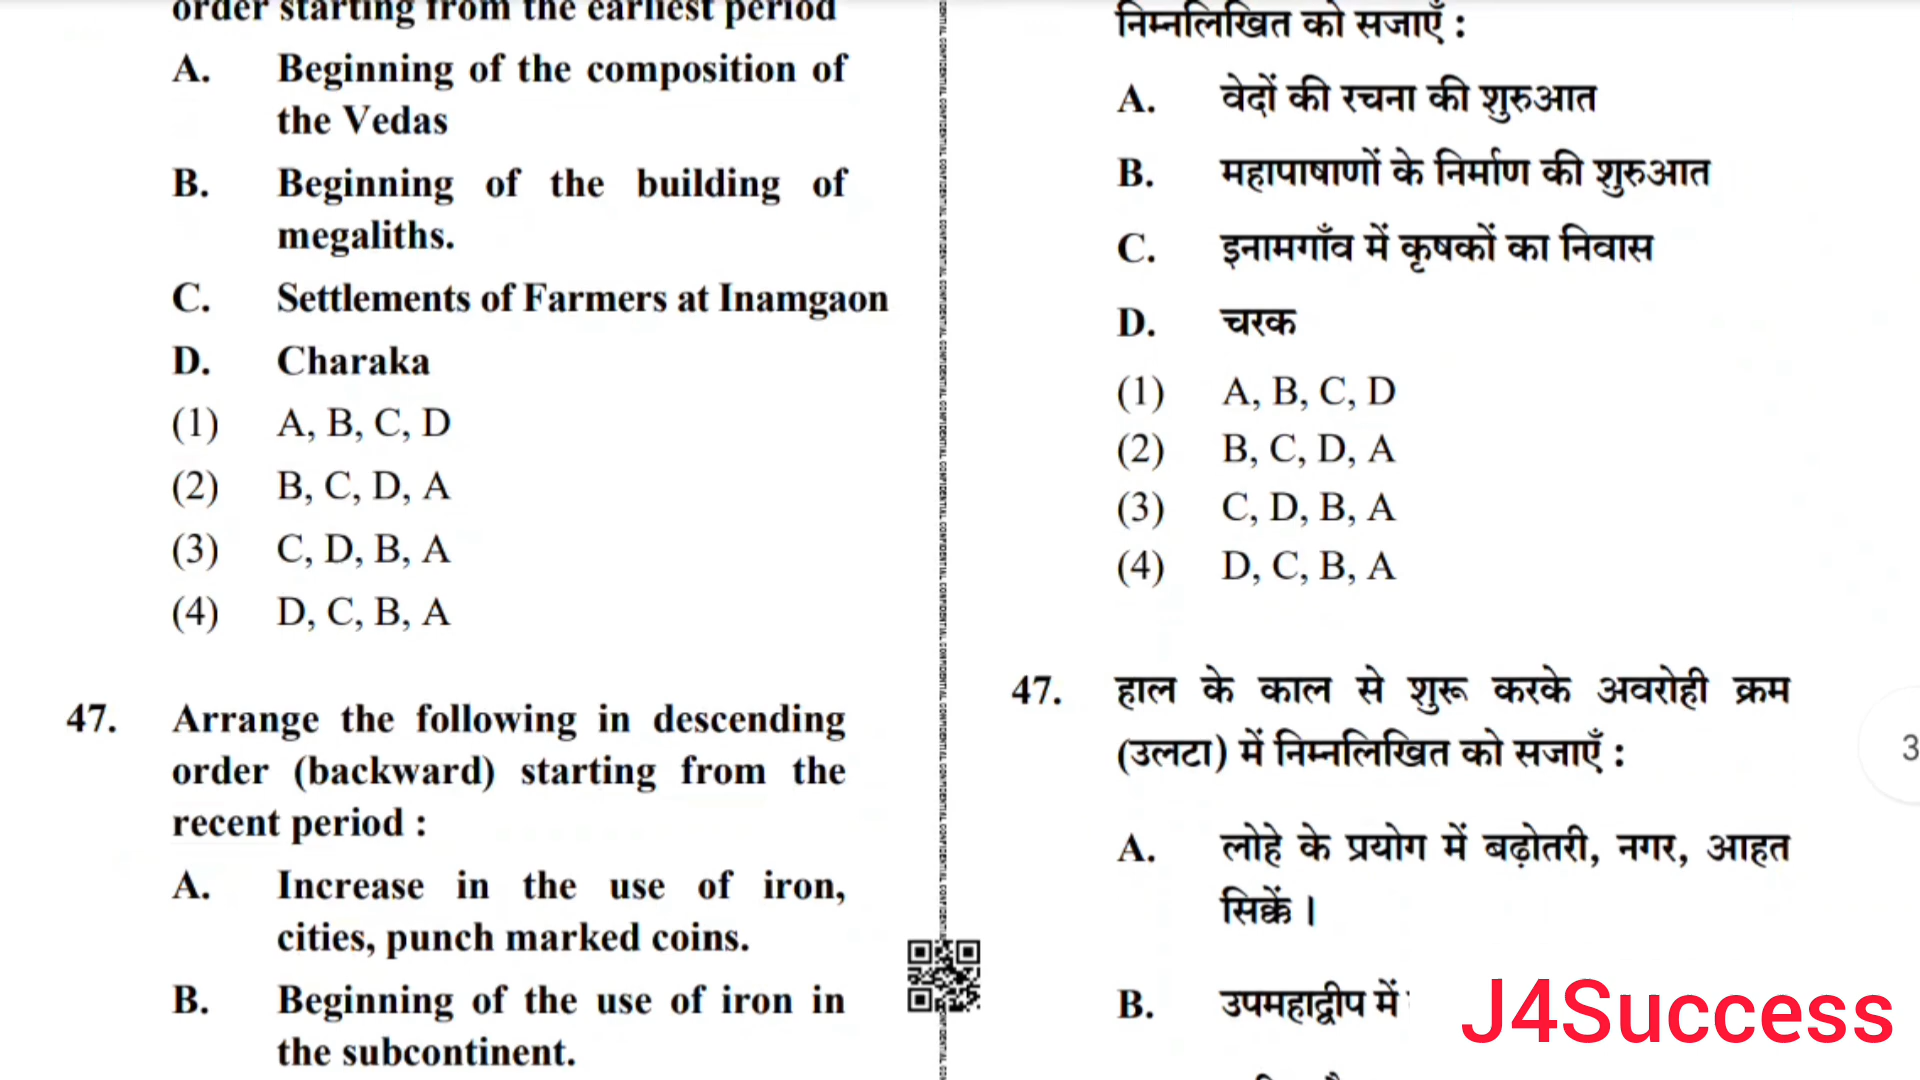 order starting from the earliest period
A. Beginning of the composition of
the Vedas
B. Beginning of the building of
megaliths.
C. Settlements of Farmers at Inamgaon
D. Charaka
(1) A, B, C, D
(2) B, C, D, A
(3) C, D, B, A
(4) D, C, B, A
47. Arrange the following in descending
order (backward) starting from the
recent period :
A. Increase in the use of iron,
cities, punch marked coins.
B. Beginning of the use of iron in
the subcontinent.
निम्नलिखित को सजाएँ :
A. वेदों की रचना की शुरुआत
B. महापाषाणों के निर्माण की शुरुआत
C. इनामगाँव में कृषकों का निवास
D. चरक
(1) A, B, C, D
(2) B, C, D, A
(3) C, D, B, A
(4) D, C, B, A
47. हाल के काल से शुरू करके अवरोही क्रम
(उलटा) में निम्नलिखित को सजाएँ :
A. लोहे के प्रयोग में बढ़ोतरी, नगर, आहत
सिक्कें ।
B. उपमहाद्वीप में
3
J4Success